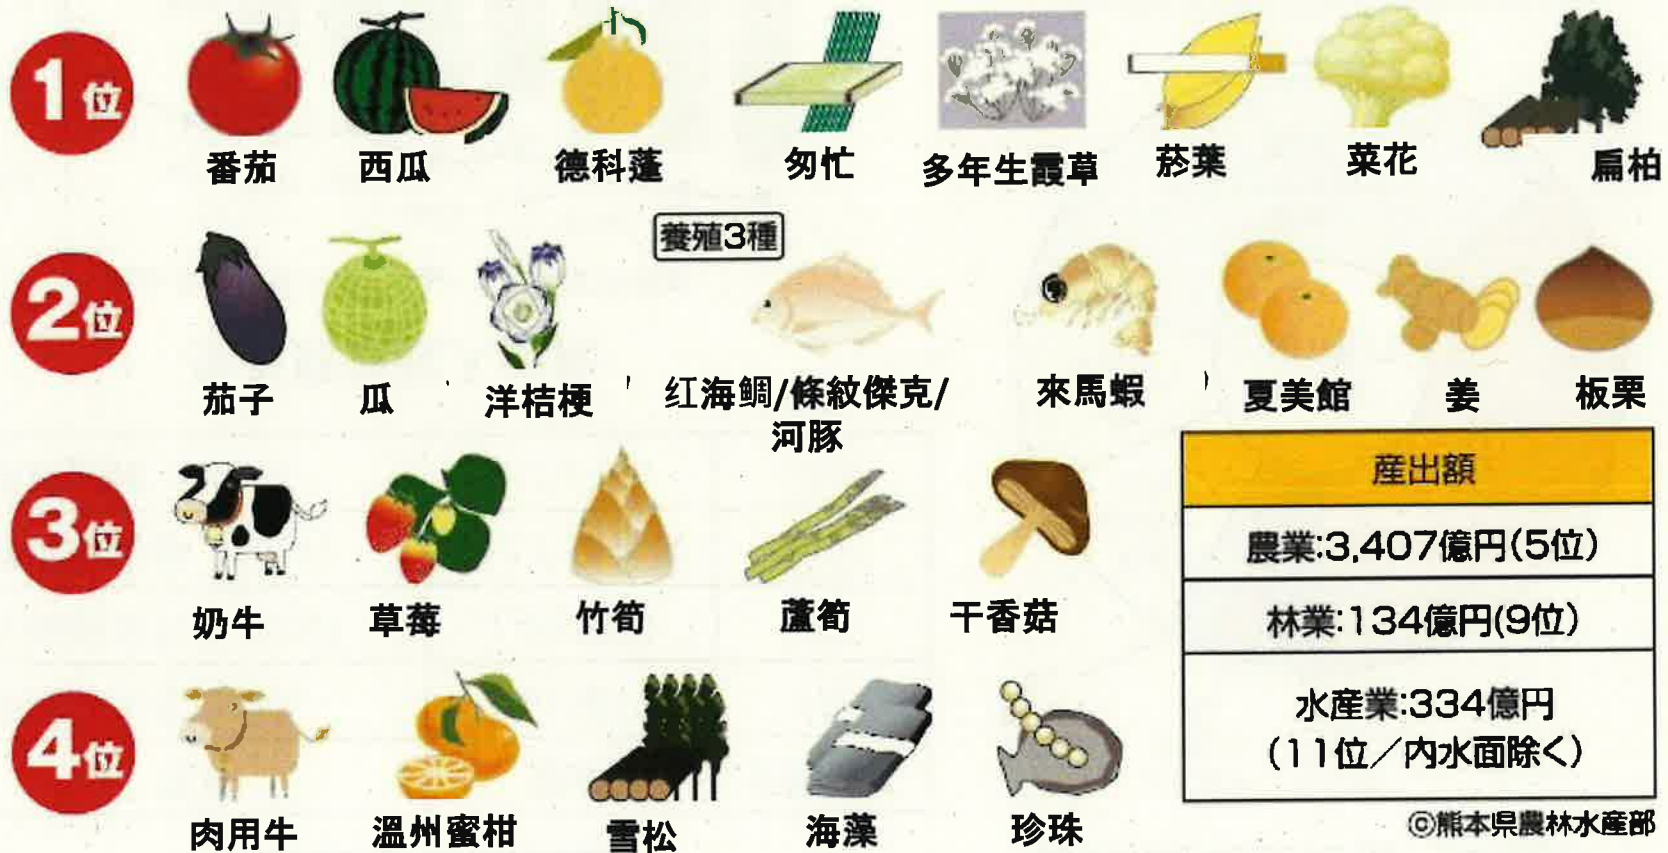 1位
番茄 西瓜 德科蓬 匆忙 多年生霞草 菸葉 菜花 扁柏
養殖3種
2位
茄子 瓜 洋桔梗 红海鲷/條紋傑克/ 來馬蝦 夏美館 姜 板栗
河豚
3位
奶牛 草莓 竹筍 蘆筍 干香菇
4位
肉用牛 溫州蜜柑 雪松 海藻 珍珠
産出額
農業:3,407億円(5位)
林業:134億円(9位)
水産業:334億円
(11位/内水面除く)
©熊本県農林水産部